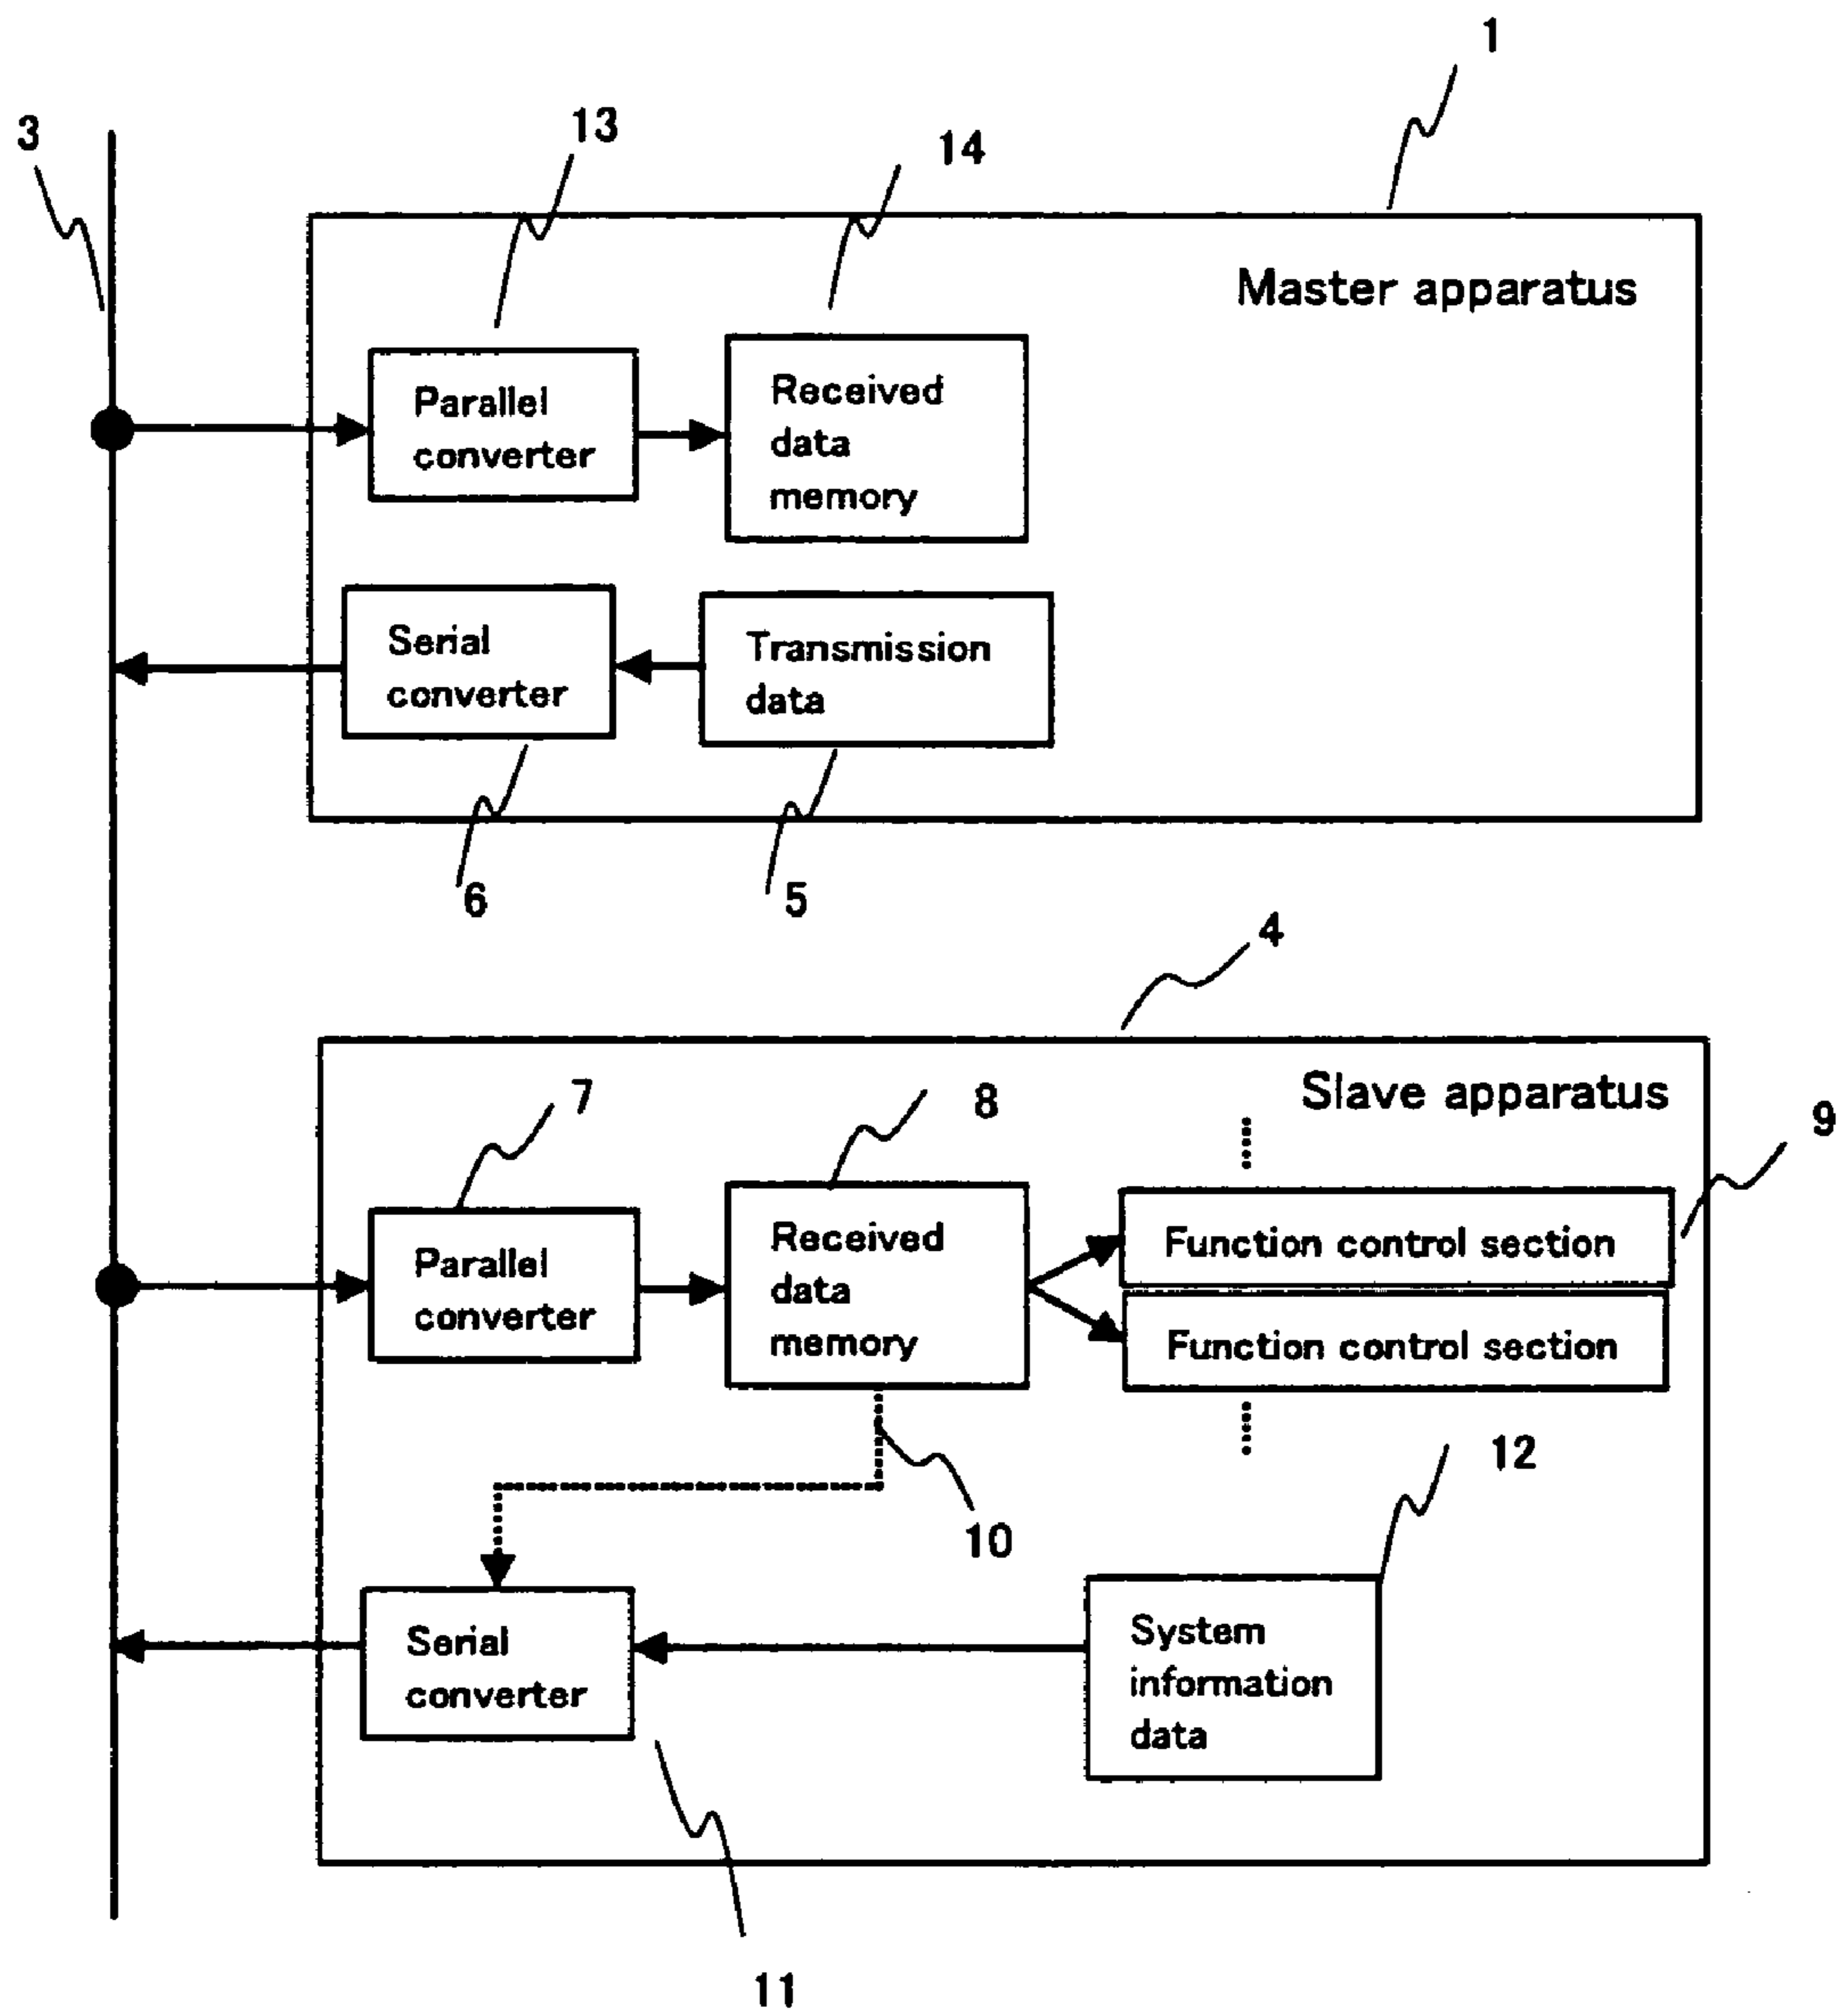 1
3
13
14
Master apparatus
Parallel
converter
Received
data
memory
Serial
converter
Transmission
data
6
5
4
Slave apparatus
7
8
9
Parallel
converter
Received
data
memory
Function control section
Function control section
10
12
Serial
converter
System
information
data
11